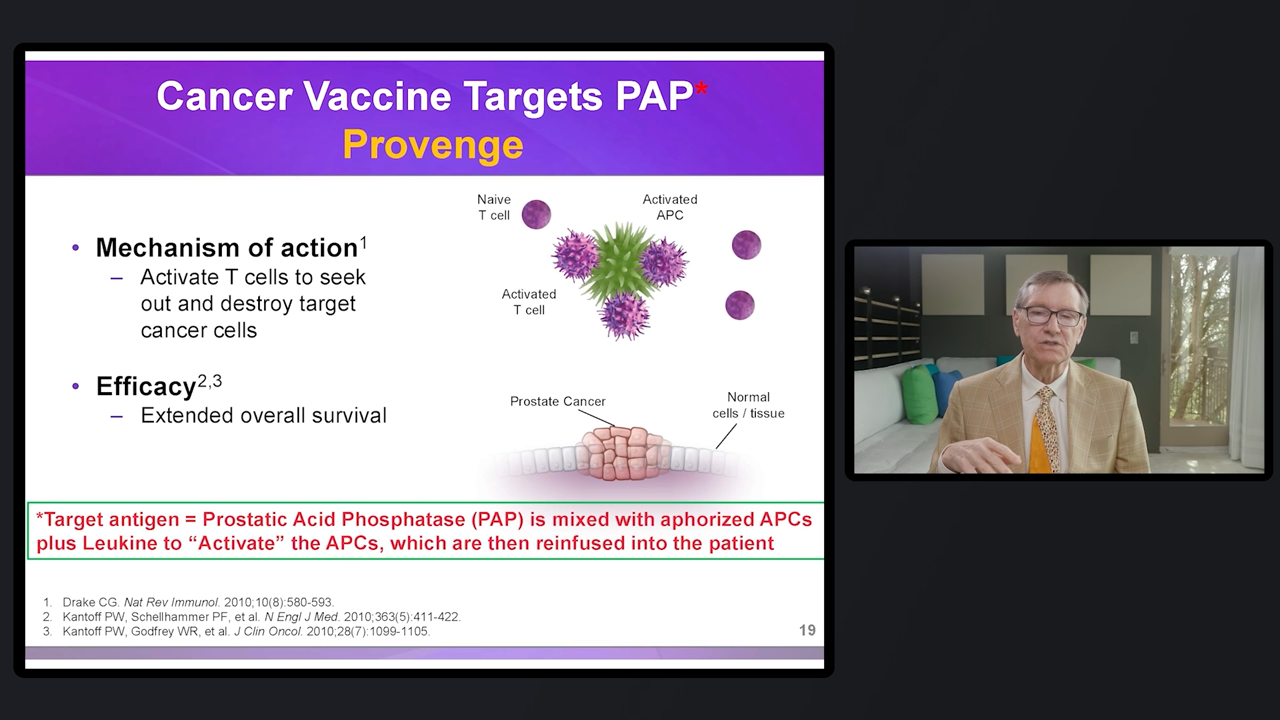 Cancer Vaccine Targets PAP*
Provenge
• Mechanism of action1
– Activate T cells to seek
out and destroy target
cancer cells
• Efficacy2,3
– Extended overall survival
Naive
T cell
Activated
APC
Activated
T cell
Prostate Cancer
Normal
cells / tissue
*Target antigen = Prostatic Acid Phosphatase (PAP) is mixed with aphorized APCs
plus Leukine to “Activate” the APCs, which are then reinfused into the patient
1. Drake CG. Nat Rev Immunol. 2010;10(8):580-593.
2. Kantoff PW, Schellhammer PF, et al. N Engl J Med. 2010;363(5):411-422.
3. Kantoff PW, Godfrey WR, et al. J Clin Oncol. 2010;28(7):1099-1105.
19